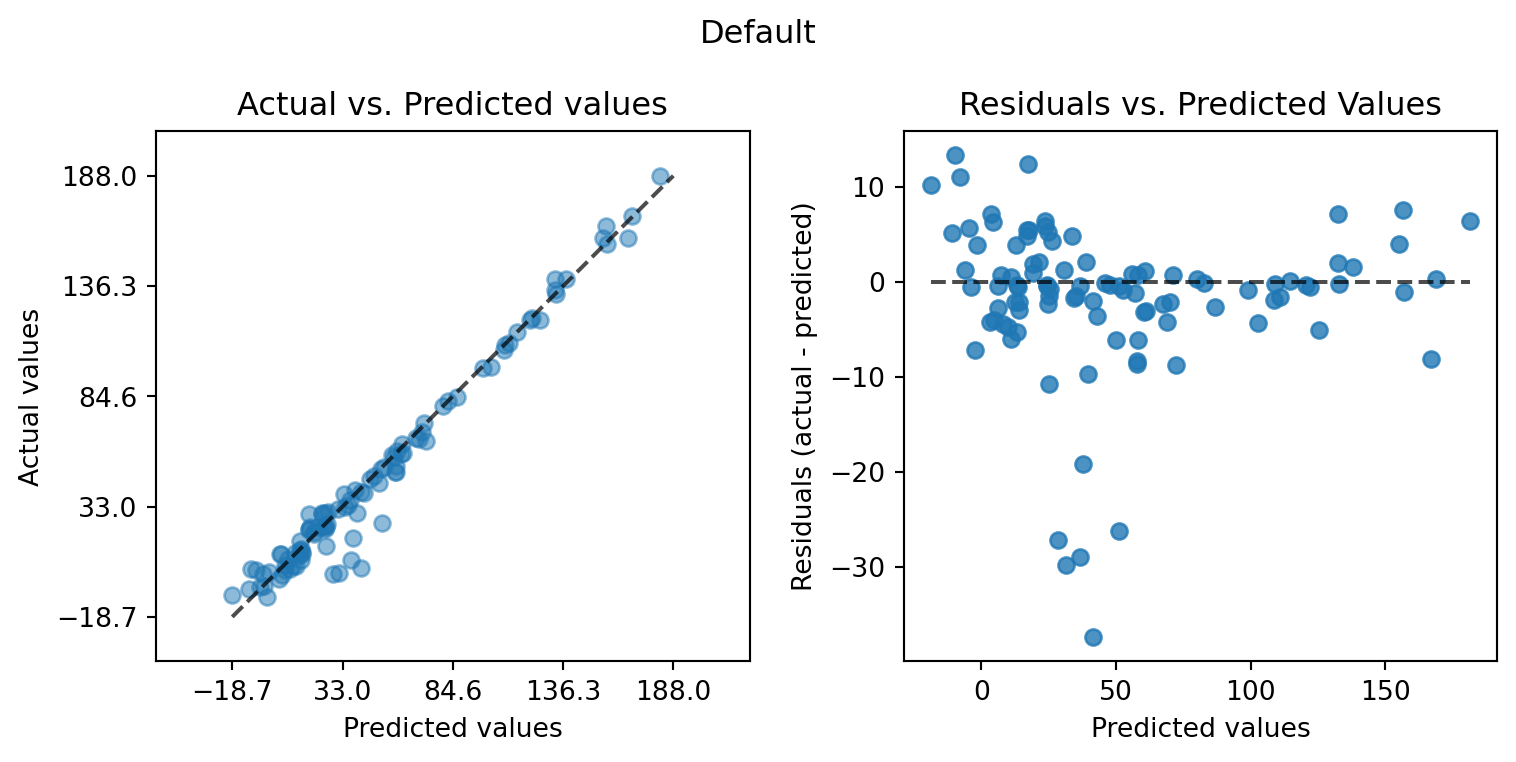 Default
Actual vs. Predicted values
188.0
136.3
84.6
33.0
−18.7
Actual values
−18.7 33.0 84.6 136.3 188.0
Predicted values
Residuals vs. Predicted Values
10
0
−10
−20
−30
Residuals (actual - predicted)
0 50 100 150
Predicted values